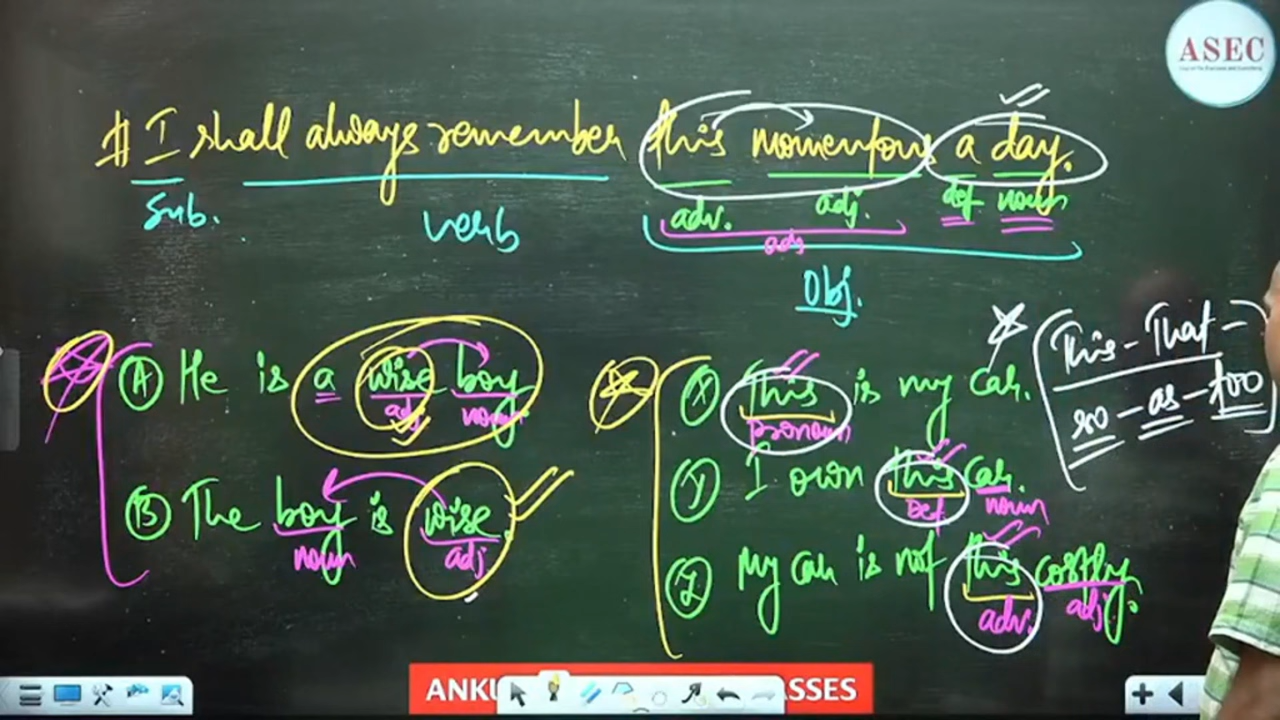 ASEC
# I shall always remember this momentous a day.
Sub.
verb
adv.
adj.
def
noun
adj
Obj.
(A) He is a wise boy
adj
noun
(B) The boy is wise.
noun
adj
(X) This is my car.
pronoun
(Y) I own this car.
Def
noun
(Z) My car is not this costly.
adv.
adj
This - That -
so - as - too
ANKU
ASSES